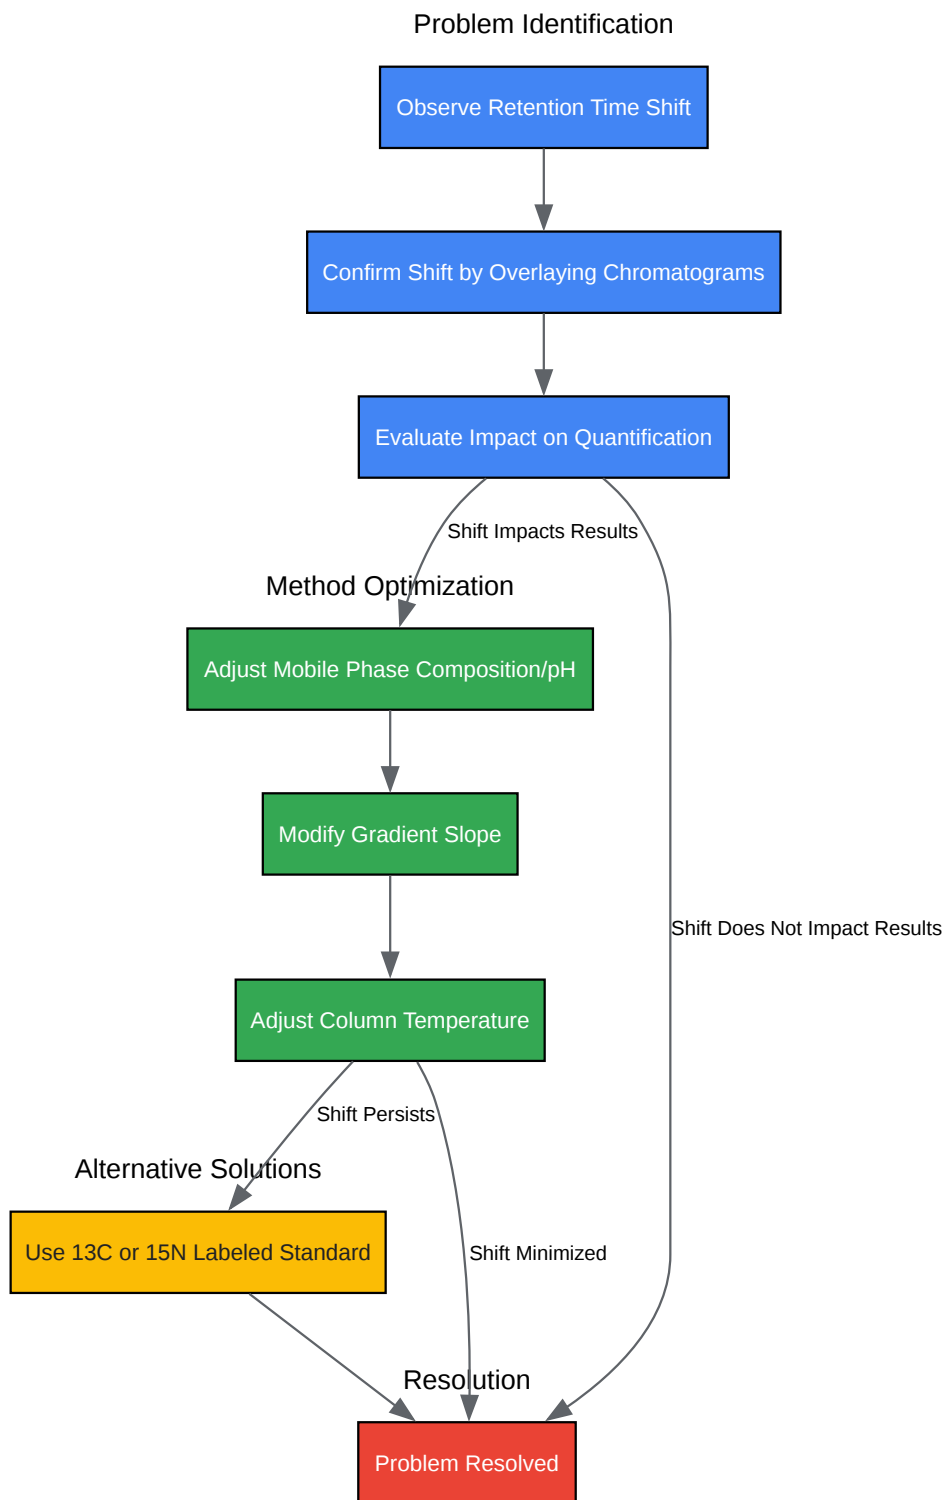 Problem Identification
Observe Retention Time Shift
Confirm Shift by Overlaying Chromatograms
Evaluate Impact on Quantification
Shift Impacts Results
Method Optimization
Adjust Mobile Phase Composition/pH
Modify Gradient Slope
Shift Does Not Impact Results
Adjust Column Temperature
Shift Persists
Alternative Solutions
Use 13C or 15N Labeled Standard
Shift Minimized
Resolution
Problem Resolved